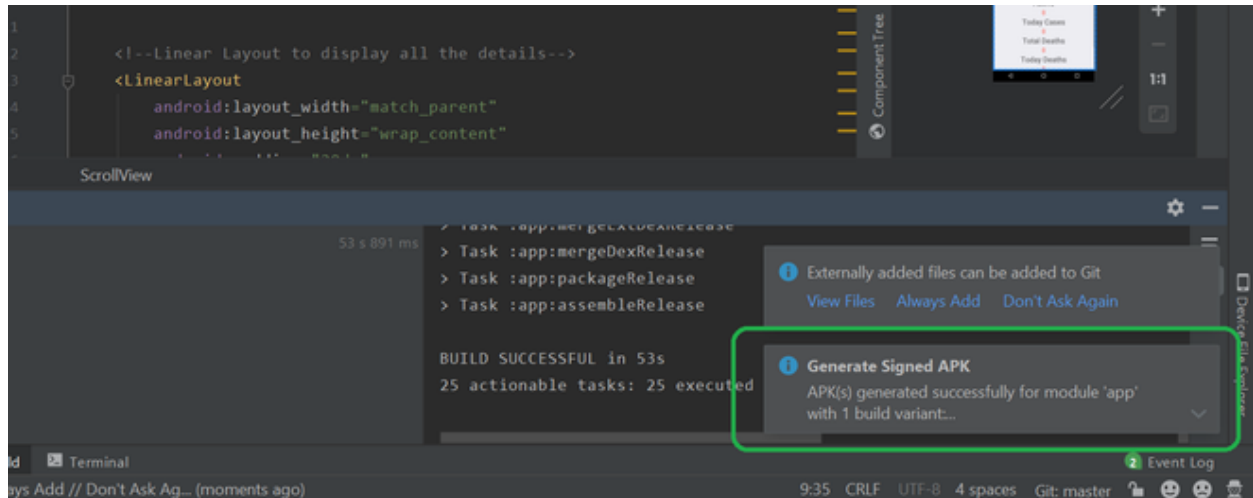 1
2
<!--Linear Layout to display all the details-->
3
<LinearLayout
4
android:layout_width="match_parent"
5
android:layout_height="wrap_content"
ScrollView
Component Tree
Today Cases
Total Deaths
Today Deaths
1:1
53 s 891 ms
> Task :app:mergeExtDexRelease
> Task :app:mergeDexRelease
> Task :app:packageRelease
> Task :app:assembleRelease
BUILD SUCCESSFUL in 53s
25 actionable tasks: 25 executed
Externally added files can be added to Git
View Files Always Add Don't Ask Again
Generate Signed APK
APK(s) generated successfully for module 'app'
with 1 build variant:...
Device File Explorer
Terminal
2 Event Log
ays Add // Don't Ask Ag... (moments ago)
9:35 CRLF UTF-8 4 spaces Git: master